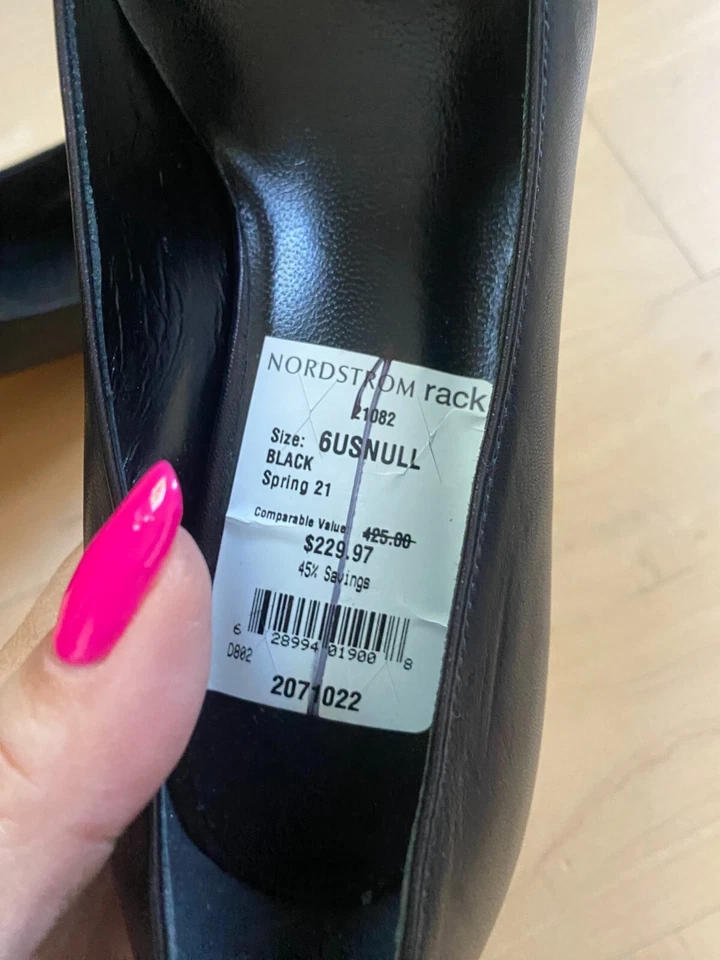 NORDSTROM rack
21082
Size: 6USNULL
BLACK
Spring 21
Comparable Value 425.00
$229.97
45% Savings
6 28994 01900 8
D802
2071022